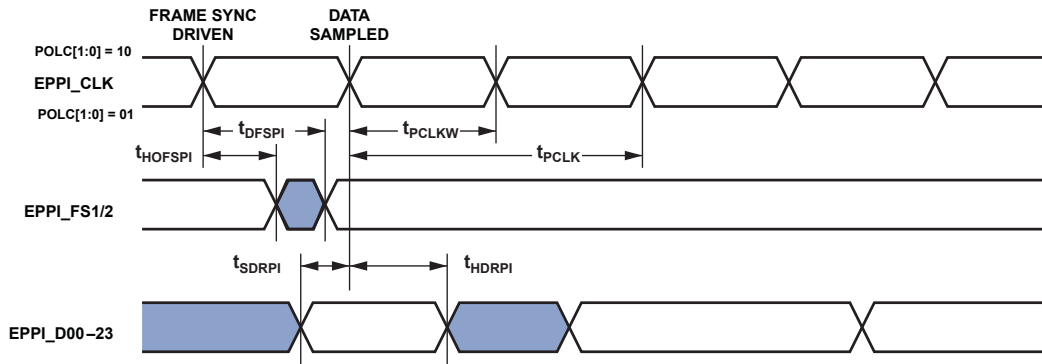 FRAME SYNC
DRIVEN
DATA
SAMPLED
POLC[1:0] = 10
EPPI_CLK
POLC[1:0] = 01
tDFSPI
tPCLKW
tHOFSPI
tPCLK
EPPI_FS1/2
tSDRPI
tHDRPI
EPPI_D00–23